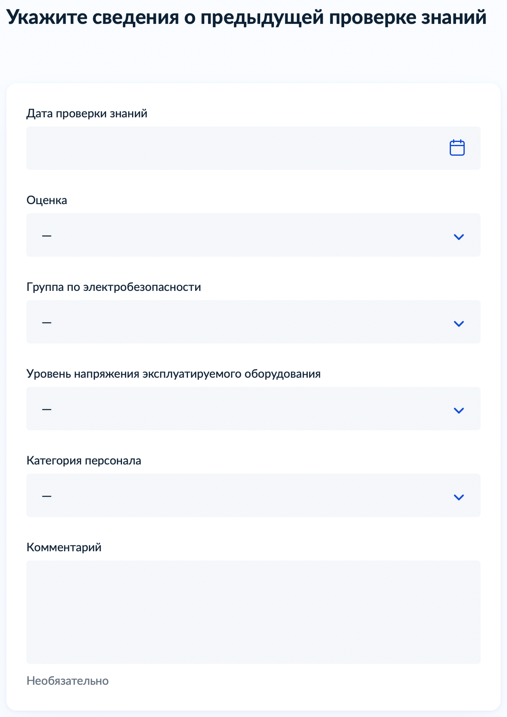 Укажите сведения о предыдущей проверке знаний
Дата проверки знаний
Оценка
—
Группа по электробезопасности
—
Уровень напряжения эксплуатируемого оборудования
—
Категория персонала
—
Комментарий
Необязательно